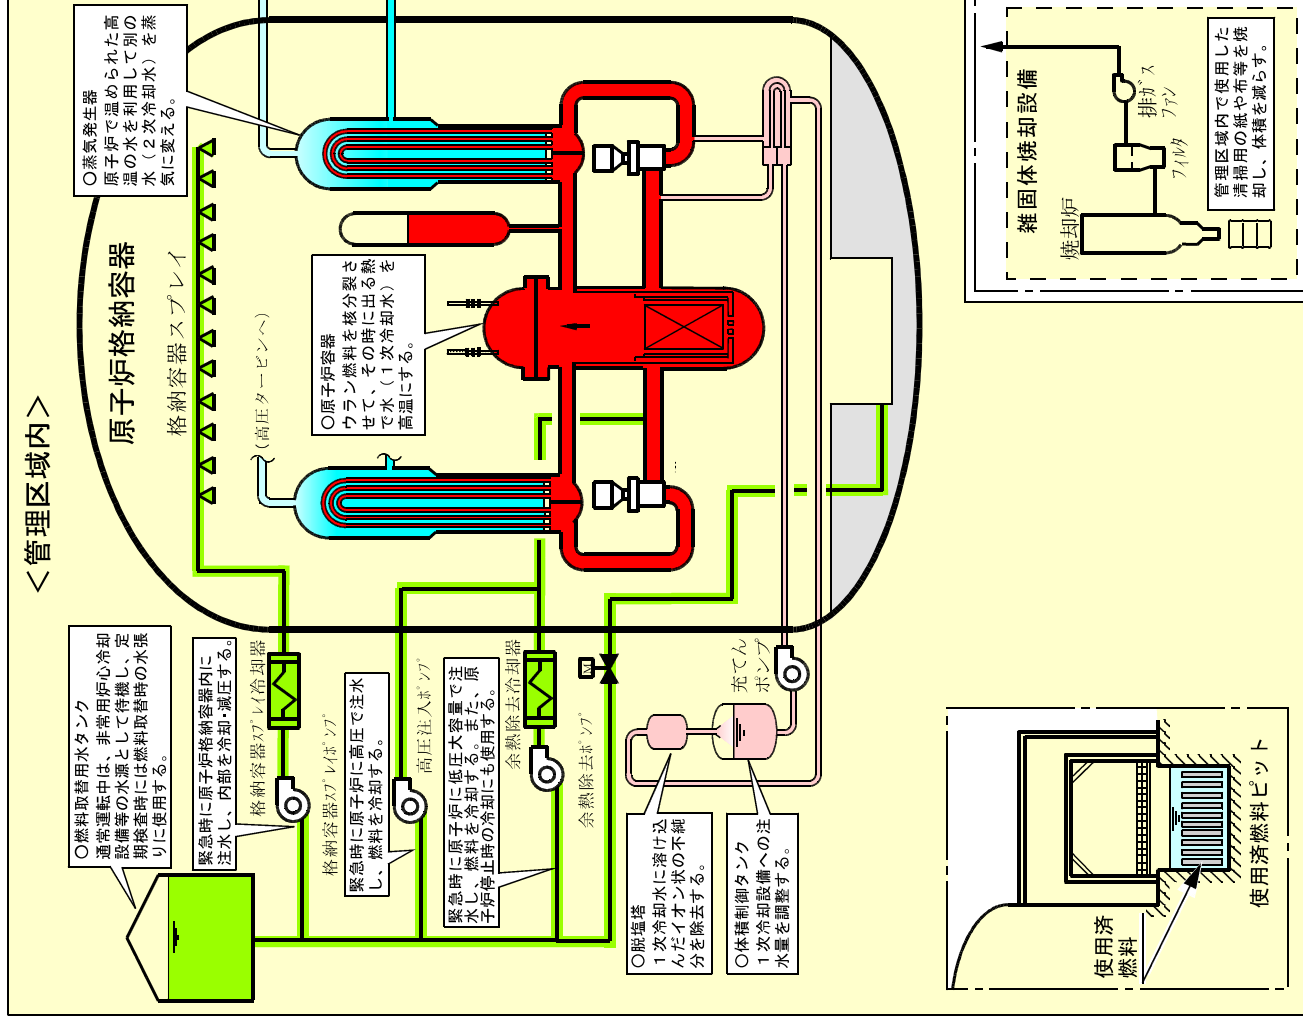 ＜管理区域内＞
原子炉格納容器
格納容器スプレイ
(高圧タービンへ)
○蒸気発生器
原子炉で温められた高
温の水を利用して別の
水（２次冷却水）を蒸
気に変える。
○原子炉容器
ウラン燃料を核分裂さ
せて、その時に出る熱
で水（１次冷却水）を
高温にする。
○燃料取替用水タンク
通常運転中は、非常用炉心冷却
設備等の水源として待機し、定
期検査時には燃料取替時の水張
りに使用する。
緊急時に原子炉格納容器内に
注水し、内部を冷却・減圧する。
格納容器ｽﾌﾟﾚｲ冷却器
格納容器ｽﾌﾟﾚｲﾎﾟﾝﾌﾟ
緊急時に原子炉に高圧で注水
し、燃料を冷却する。
高圧注入ﾎﾟﾝﾌﾟ
緊急時に原子炉に低圧大容量で注
水し、燃料を冷却する。また、原
子炉停止時の冷却にも使用する。
余熱除去冷却器
余熱除去ﾎﾟﾝﾌﾟ
M
充てん
ポンプ
○脱塩塔
１次冷却水に溶け込
んだイオン状の不純
分を除去する。
○体積制御タンク
１次冷却設備への注
水量を調整する。
雑固体焼却設備
焼却炉
フィルタ
排ｶﾞｽ
ファン
管理区域内で使用した
清掃用の紙や布等を焼
却し、体積を減らす。
使用済
燃料
使用済燃料ピット